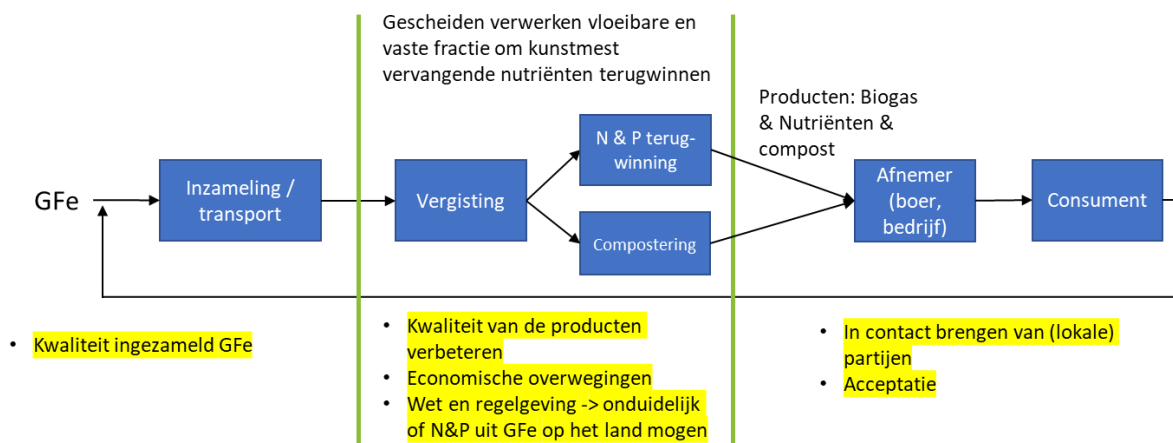 Gescheiden verwerken vloeibare en
vaste fractie om kunstmest
vervangende nutriënten terugwinnen
Producten: Biogas
& Nutriënten &
compost
GFe
Inzameling /
transport
Vergisting
N & P terug-
winning
Compostering
Afnemer
(boer,
bedrijf)
Consument
• Kwaliteit ingezameld GFe
• Kwaliteit van de producten
verbeteren
• Economische overwegingen
• Wet en regelgeving -> onduidelijk
of N&P uit GFe op het land mogen
• In contact brengen van (lokale)
partijen
• Acceptatie